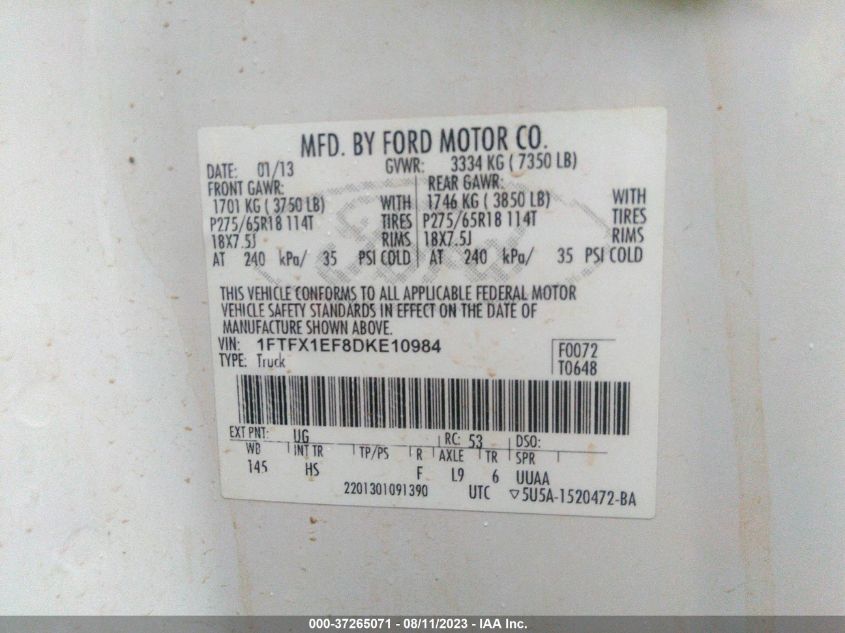 MFD. BY FORD MOTOR CO.
DATE: 01/13 GVWR: 3334 KG ( 7350 LB)
FRONT GAWR: REAR GAWR:
1701 KG ( 3750 LB) WITH 1746 KG ( 3850 LB) WITH
P275/65R18 114T TIRES P275/65R18 114T TIRES
18X7.5J RIMS 18X7.5J RIMS
AT 240 kPa/ 35 PSI COLD AT 240 kPa/ 35 PSI COLD
THIS VEHICLE CONFORMS TO ALL APPLICABLE FEDERAL MOTOR
VEHICLE SAFETY STANDARDS IN EFFECT ON THE DATE OF
MANUFACTURE SHOWN ABOVE.
VIN: 1FTFX1EF8DKE10984 F0072
TYPE: Truck T0648
EXT PNT: UG RC: 53 DSO:
WB INT TR TP/PS R AXLE TR SPR
145 HS F L9 6 UUAA
2201301091390 UTC ▽5U5A-1520472-BA
000-37265071 - 08/11/2023 - IAA Inc.